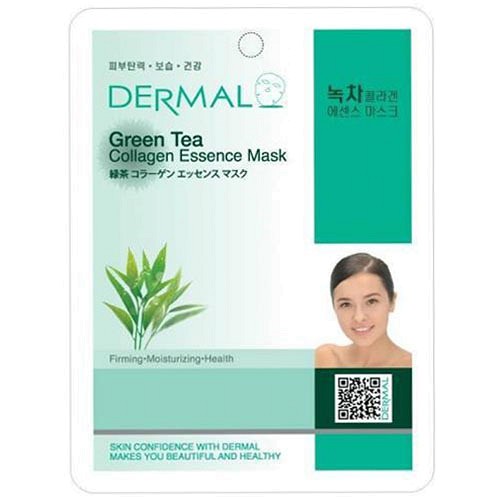 피부탄력 • 보습 • 건강
DERMAL
녹차콜라겐
에센스 마스크
Green Tea
Collagen Essence Mask
緑茶 コラーゲン エッセンス マスク
Firming•Moisturizing•Health
DERMAL
SKIN CONFIDENCE WITH DERMAL
MAKES YOU BEAUTIFUL AND HEALTHY